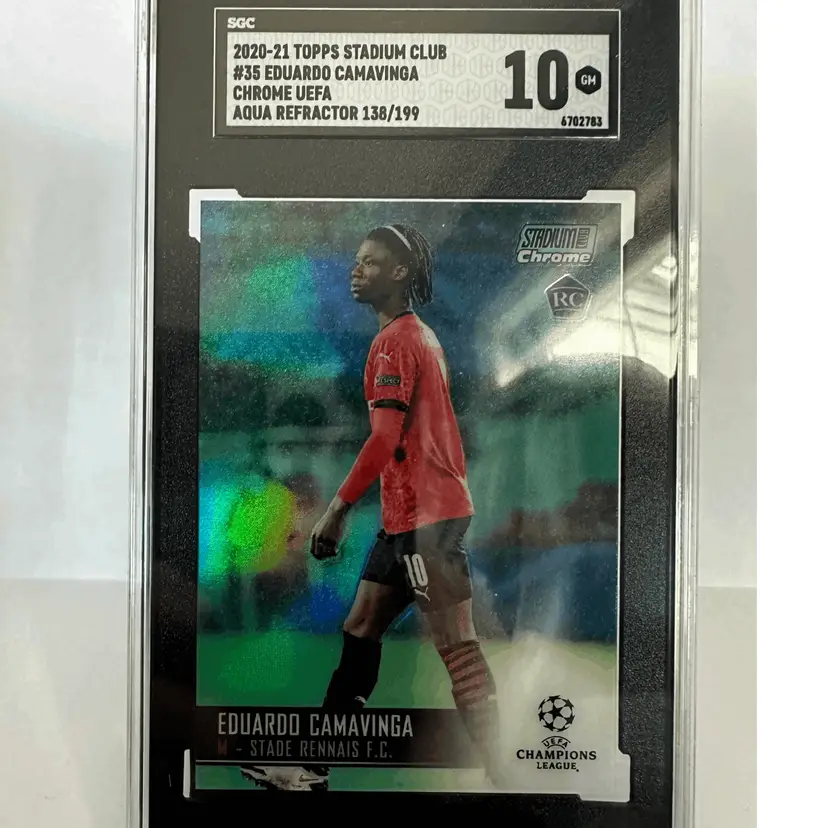 SGC
2020-21 TOPPS STADIUM CLUB
#35 EDUARDO CAMAVINGA
CHROME UEFA
AQUA REFRACTOR 138/199
10 GM
6702783
STADIUM CLUB
Chrome
RC
RESPECT
10
EDUARDO CAMAVINGA
M - STADE RENNAIS F.C.
UEFA
CHAMPIONS
LEAGUE